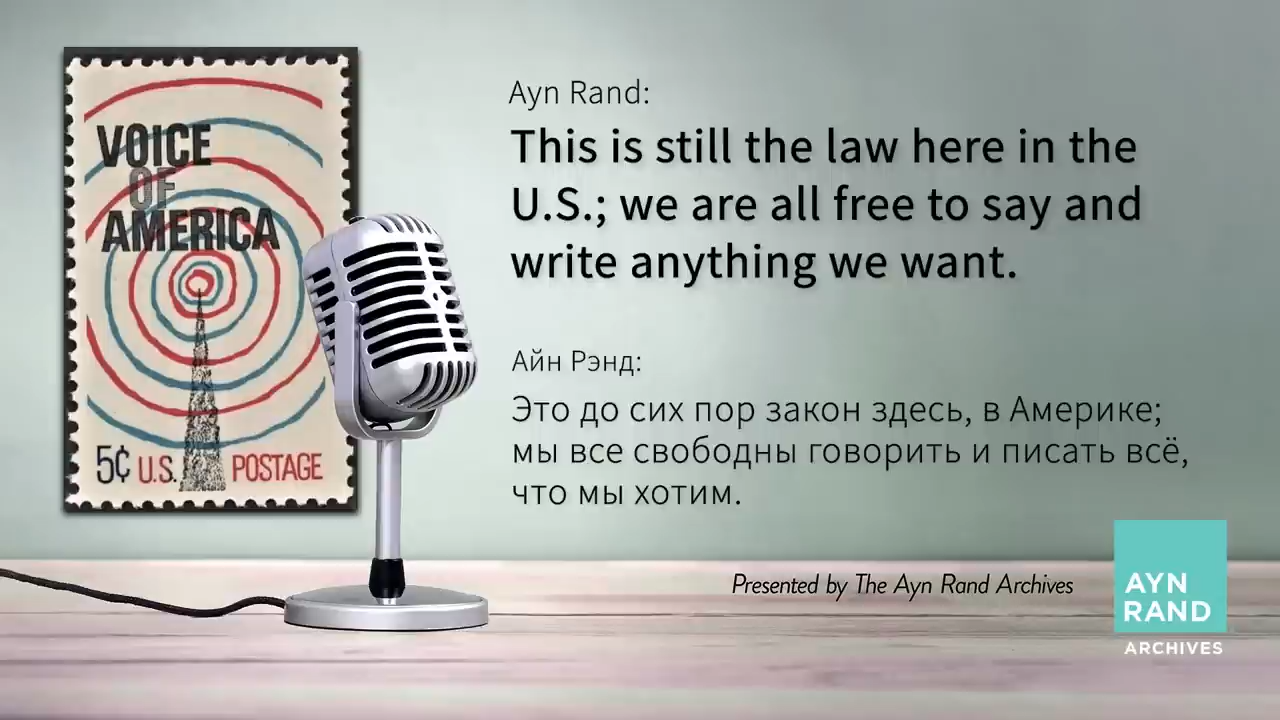 VOICE
OF
AMERICA
5¢ U.S. POSTAGE
Ayn Rand:
This is still the law here in the
U.S.; we are all free to say and
write anything we want.
Айн Рэнд:
Это до сих пор закон здесь, в Америке;
мы все свободны говорить и писать всё,
что мы хотим.
Presented by The Ayn Rand Archives
AYN
RAND
ARCHIVES